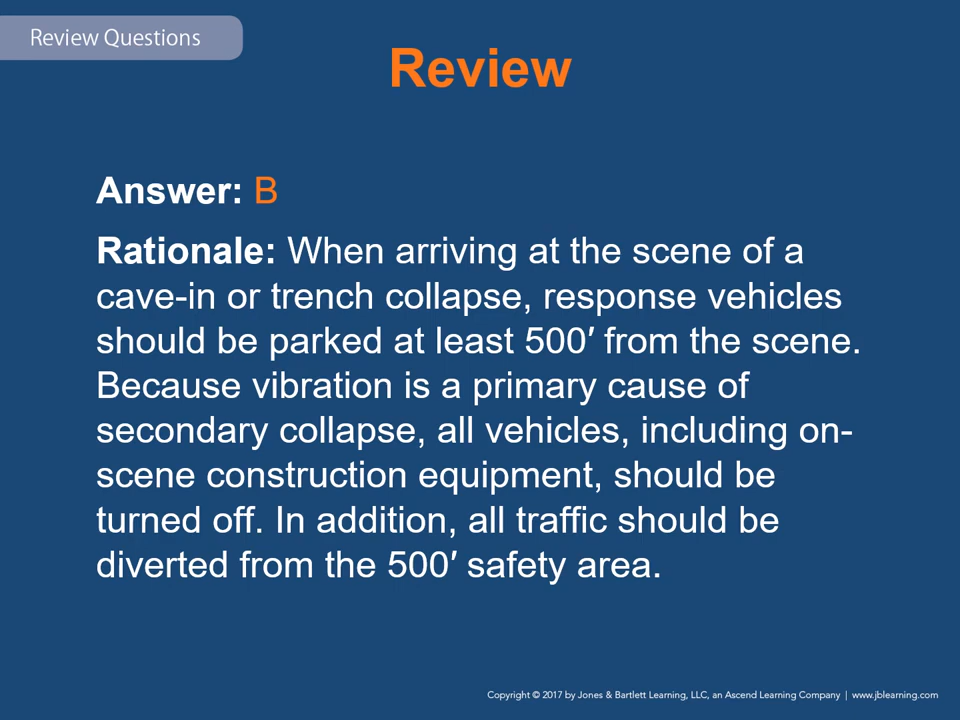 Review Questions
Review
Answer: B
Rationale: When arriving at the scene of a
cave-in or trench collapse, response vehicles
should be parked at least 500′ from the scene.
Because vibration is a primary cause of
secondary collapse, all vehicles, including on-
scene construction equipment, should be
turned off. In addition, all traffic should be
diverted from the 500′ safety area.
Copyright © 2017 by Jones & Bartlett Learning, LLC, an Ascend Learning Company | www.jblearning.com